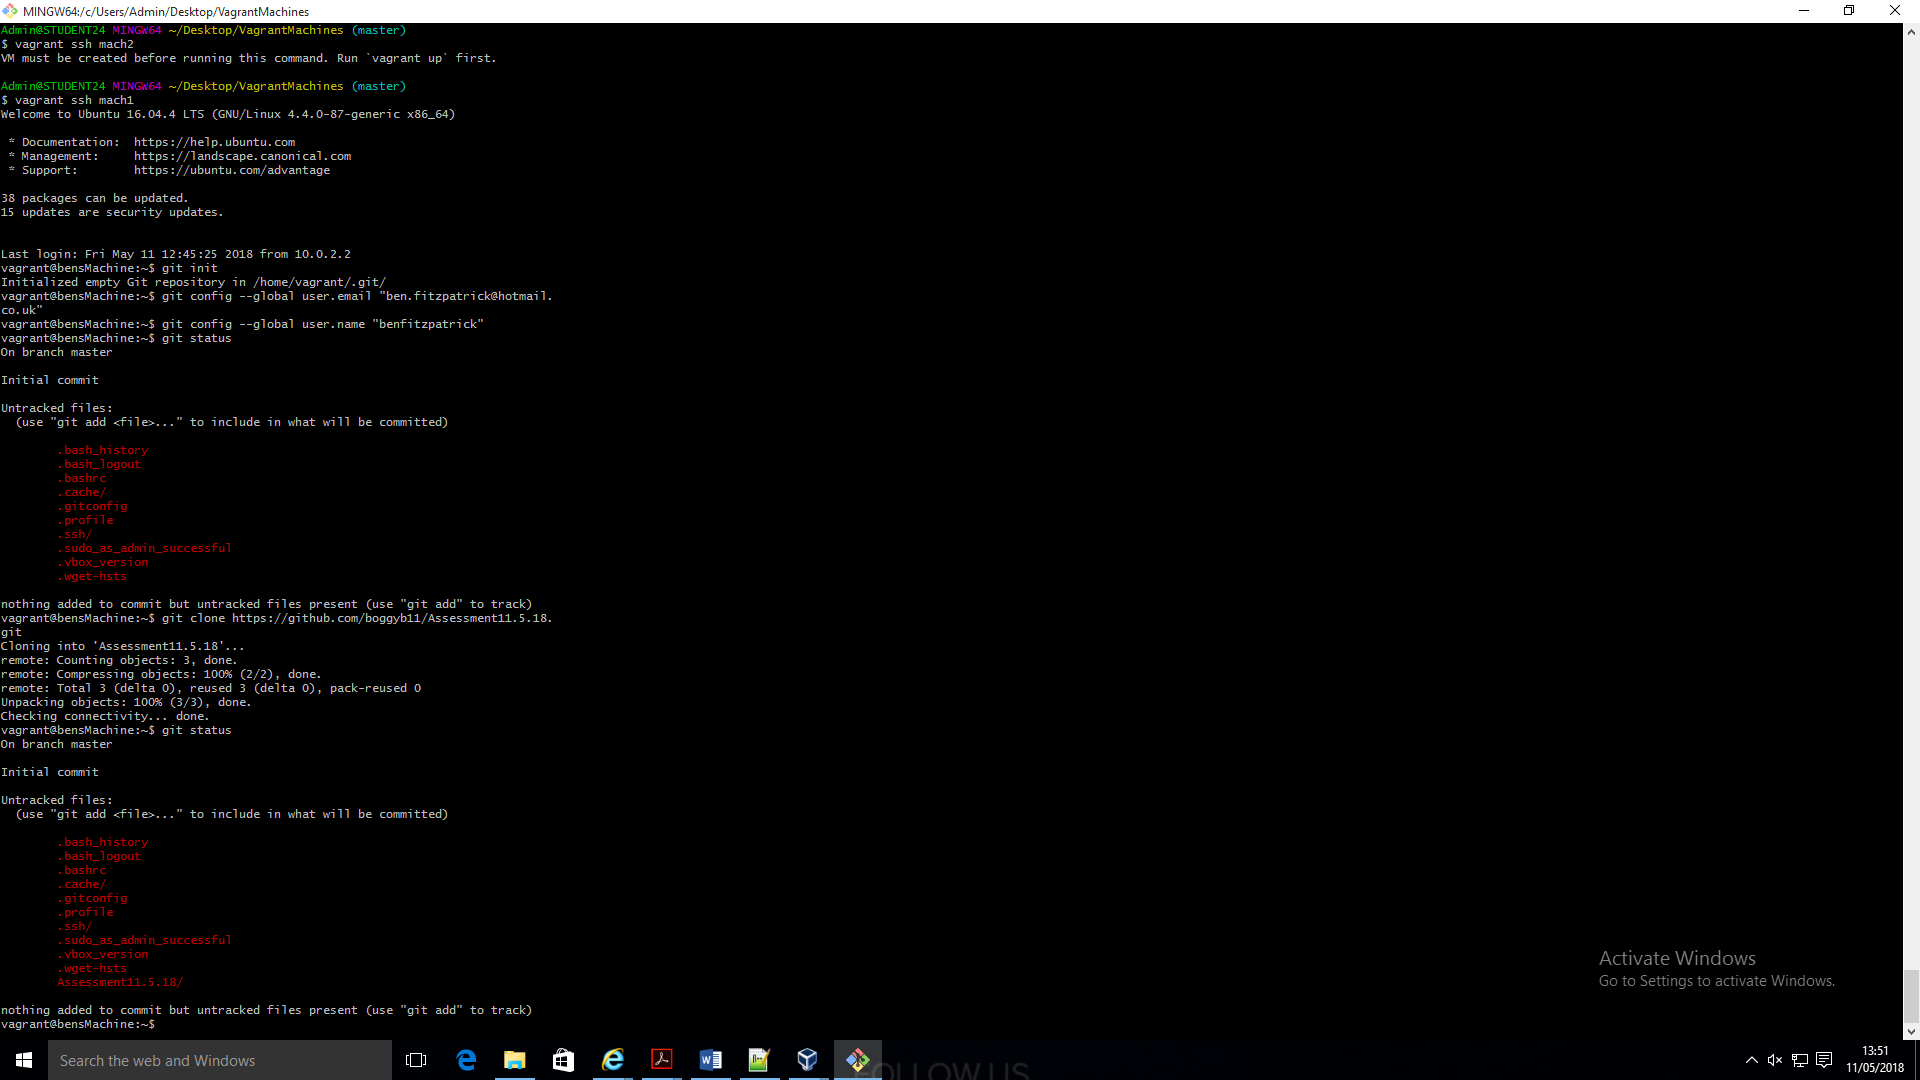 MINGW64:/c/Users/Admin/Desktop/VagrantMachines
Admin@STUDENT24 MINGW64 ~/Desktop/VagrantMachines (master)
$ vagrant ssh mach2
VM must be created before running this command. Run `vagrant up` first.
Admin@STUDENT24 MINGW64 ~/Desktop/VagrantMachines (master)
$ vagrant ssh mach1
Welcome to Ubuntu 16.04.4 LTS (GNU/Linux 4.4.0-87-generic x86_64)
* Documentation:  https://help.ubuntu.com
* Management:     https://landscape.canonical.com
* Support:        https://ubuntu.com/advantage
38 packages can be updated.
15 updates are security updates.
Last login: Fri May 11 12:45:25 2018 from 10.0.2.2
vagrant@bensMachine:~$ git init
Initialized empty Git repository in /home/vagrant/.git/
vagrant@bensMachine:~$ git config --global user.email "ben.fitzpatrick@hotmail.
co.uk"
vagrant@bensMachine:~$ git config --global user.name "benfitzpatrick"
vagrant@bensMachine:~$ git status
On branch master
Initial commit
Untracked files:
(use "git add <file>..." to include in what will be committed)
.bash_history
.bash_logout
.bashrc
.cache/
.gitconfig
.profile
.ssh/
.sudo_as_admin_successful
.vbox_version
.wget-hsts
nothing added to commit but untracked files present (use "git add" to track)
vagrant@bensMachine:~$ git clone https://github.com/boggyb11/Assessment11.5.18.
git
Cloning into 'Assessment11.5.18'...
remote: Counting objects: 3, done.
remote: Compressing objects: 100% (2/2), done.
remote: Total 3 (delta 0), reused 3 (delta 0), pack-reused 0
Unpacking objects: 100% (3/3), done.
Checking connectivity... done.
vagrant@bensMachine:~$ git status
On branch master
Initial commit
Untracked files:
(use "git add <file>..." to include in what will be committed)
.bash_history
.bash_logout
.bashrc
.cache/
.gitconfig
.profile
.ssh/
.sudo_as_admin_successful
.vbox_version
.wget-hsts
Assessment11.5.18/
nothing added to commit but untracked files present (use "git add" to track)
vagrant@bensMachine:~$
Activate Windows
Go to Settings to activate Windows.
Search the web and Windows
FOLLOW US
13:51
11/05/2018